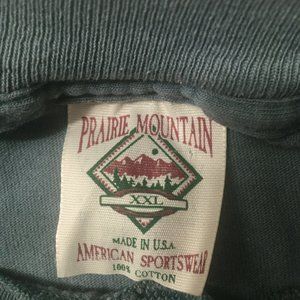 PRAIRIE MOUNTAIN
XXL
MADE IN U.S.A.
AMERICAN SPORTSWEAR
100% COTTON